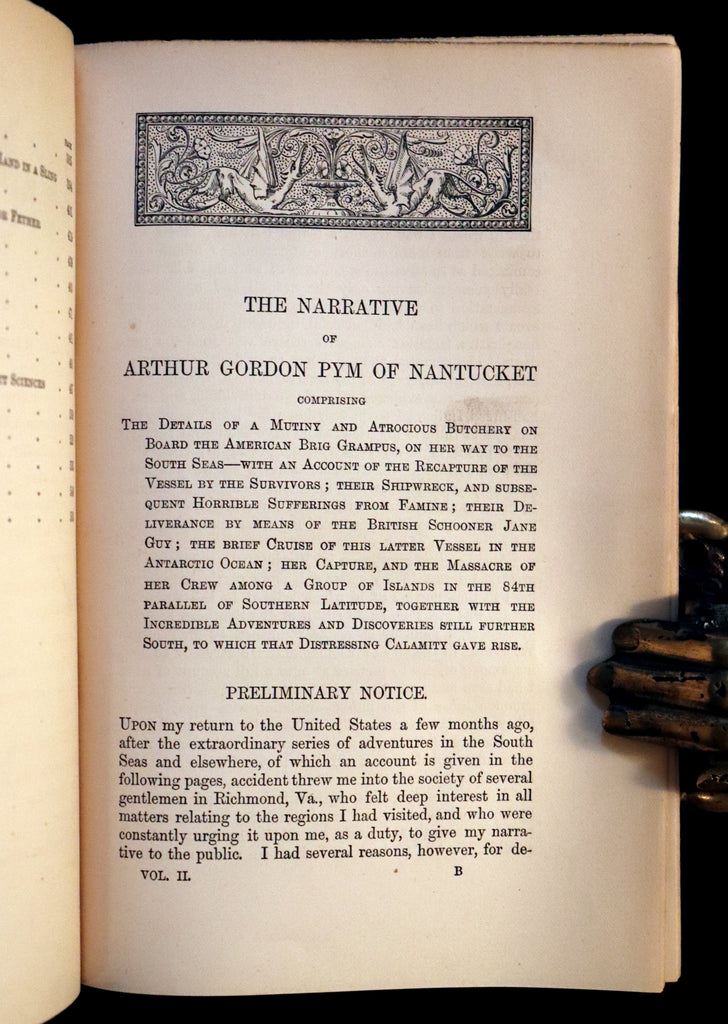 HAND IN A SLING
FETHER
SCIENCES
THE NARRATIVE
OF
ARTHUR GORDON PYM OF NANTUCKET
COMPRISING
THE DETAILS OF A MUTINY AND ATROCIOUS BUTCHERY ON
BOARD THE AMERICAN BRIG GRAMPUS, ON HER WAY TO THE
SOUTH SEAS—WITH AN ACCOUNT OF THE RECAPTURE OF THE
VESSEL BY THE SURVIVORS; THEIR SHIPWRECK, AND SUBSE-
QUENT HORRIBLE SUFFERINGS FROM FAMINE; THEIR DE-
LIVERANCE BY MEANS OF THE BRITISH SCHOONER JANE
GUY; THE BRIEF CRUISE OF THIS LATTER VESSEL IN THE
ANTARCTIC OCEAN; HER CAPTURE, AND THE MASSACRE OF
HER CREW AMONG A GROUP OF ISLANDS IN THE 84TH
PARALLEL OF SOUTHERN LATITUDE, TOGETHER WITH THE
INCREDIBLE ADVENTURES AND DISCOVERIES STILL FURTHER
SOUTH, TO WHICH THAT DISTRESSING CALAMITY GAVE RISE.
PRELIMINARY NOTICE.
UPON my return to the United States a few months ago,
after the extraordinary series of adventures in the South
Seas and elsewhere, of which an account is given in the
following pages, accident threw me into the society of several
gentlemen in Richmond, Va., who felt deep interest in all
matters relating to the regions I had visited, and who were
constantly urging it upon me, as a duty, to give my narra-
tive to the public. I had several reasons, however, for de-
VOL. II. B